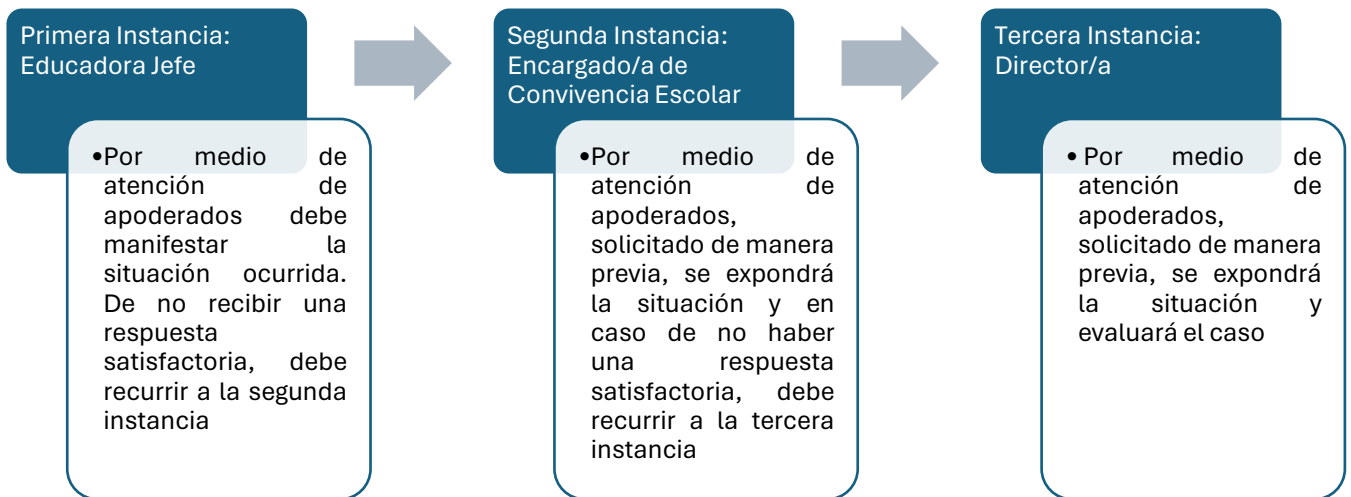 Primera Instancia:
Educadora Jefe
•Por medio de
atención de
apoderados debe
manifestar la
situación ocurrida.
De no recibir una
respuesta
satisfactoria, debe
recurrir a la segunda
instancia
Segunda Instancia:
Encargado/a de
Convivencia Escolar
•Por medio de
atención de
apoderados,
solicitado de manera
previa, se expondrá
la situación y en
caso de no haber
una respuesta
satisfactoria, debe
recurrir a la tercera
instancia
Tercera Instancia:
Director/a
• Por medio de
atención de
apoderados,
solicitado de manera
previa, se expondrá
la situación y
evaluará el caso